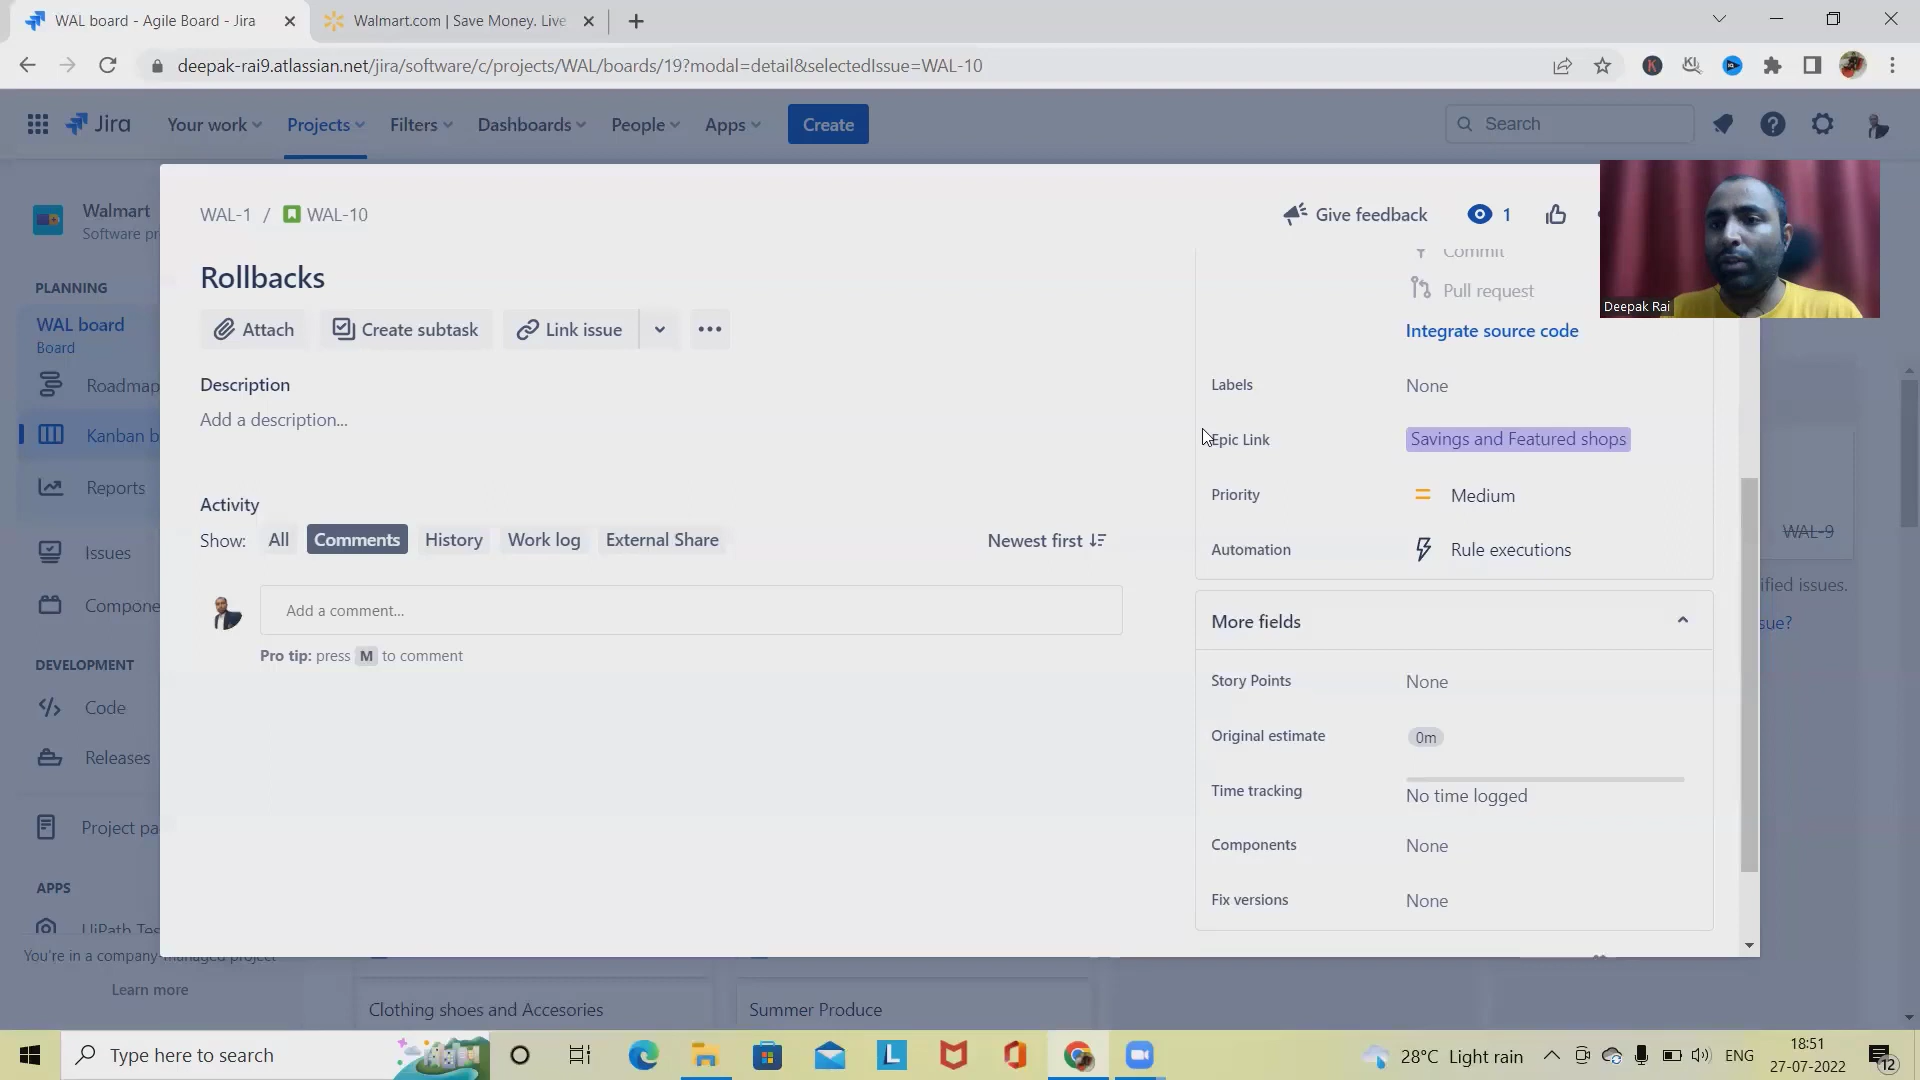 WAL board - Agile Board - Jira
Walmart.com | Save Money. Live
deepak-rai9.atlassian.net/jira/software/c/projects/WAL/boards/19?modal=detail&selectedIssue=WAL-10
Jira
Your work
Projects
Filters
Dashboards
People
Apps
Create
Search
Walmart
Software pr
PLANNING
WAL board
Board
Roadmap
Kanban b
Reports
Issues
Compone
DEVELOPMENT
Code
Releases
Project pa
APPS
UiPath Tes
You're in a company-managed project
Learn more
WAL-1 / WAL-10
Give feedback
1
Rollbacks
Attach
Create subtask
Link issue
Description
Add a description...
Activity
Show:
All
Comments
History
Work log
External Share
Newest first
Add a comment...
Pro tip: press M to comment
Commit
Pull request
Integrate source code
Labels
None
Epic Link
Savings and Featured shops
Priority
Medium
Automation
Rule executions
More fields
Story Points
None
Original estimate
0m
Time tracking
No time logged
Components
None
Fix versions
None
Deepak Rai
WAL-9
ified issues.
sue?
Clothing shoes and Accesories
Summer Produce
Type here to search
28°C Light rain
ENG
18:51
27-07-2022
12